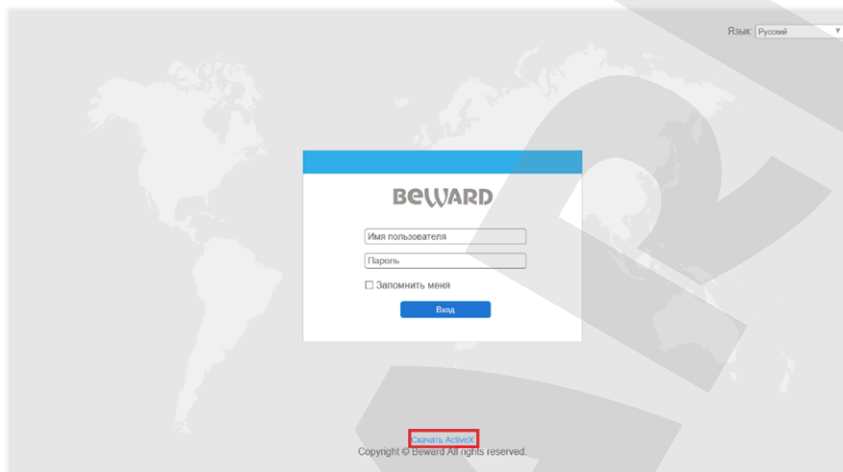 Язык: Русский
BEWARD
Имя пользователя
Пароль
Запомнить меня
Вход
Скачать ActiveX
Copyright © Beward All rights reserved.